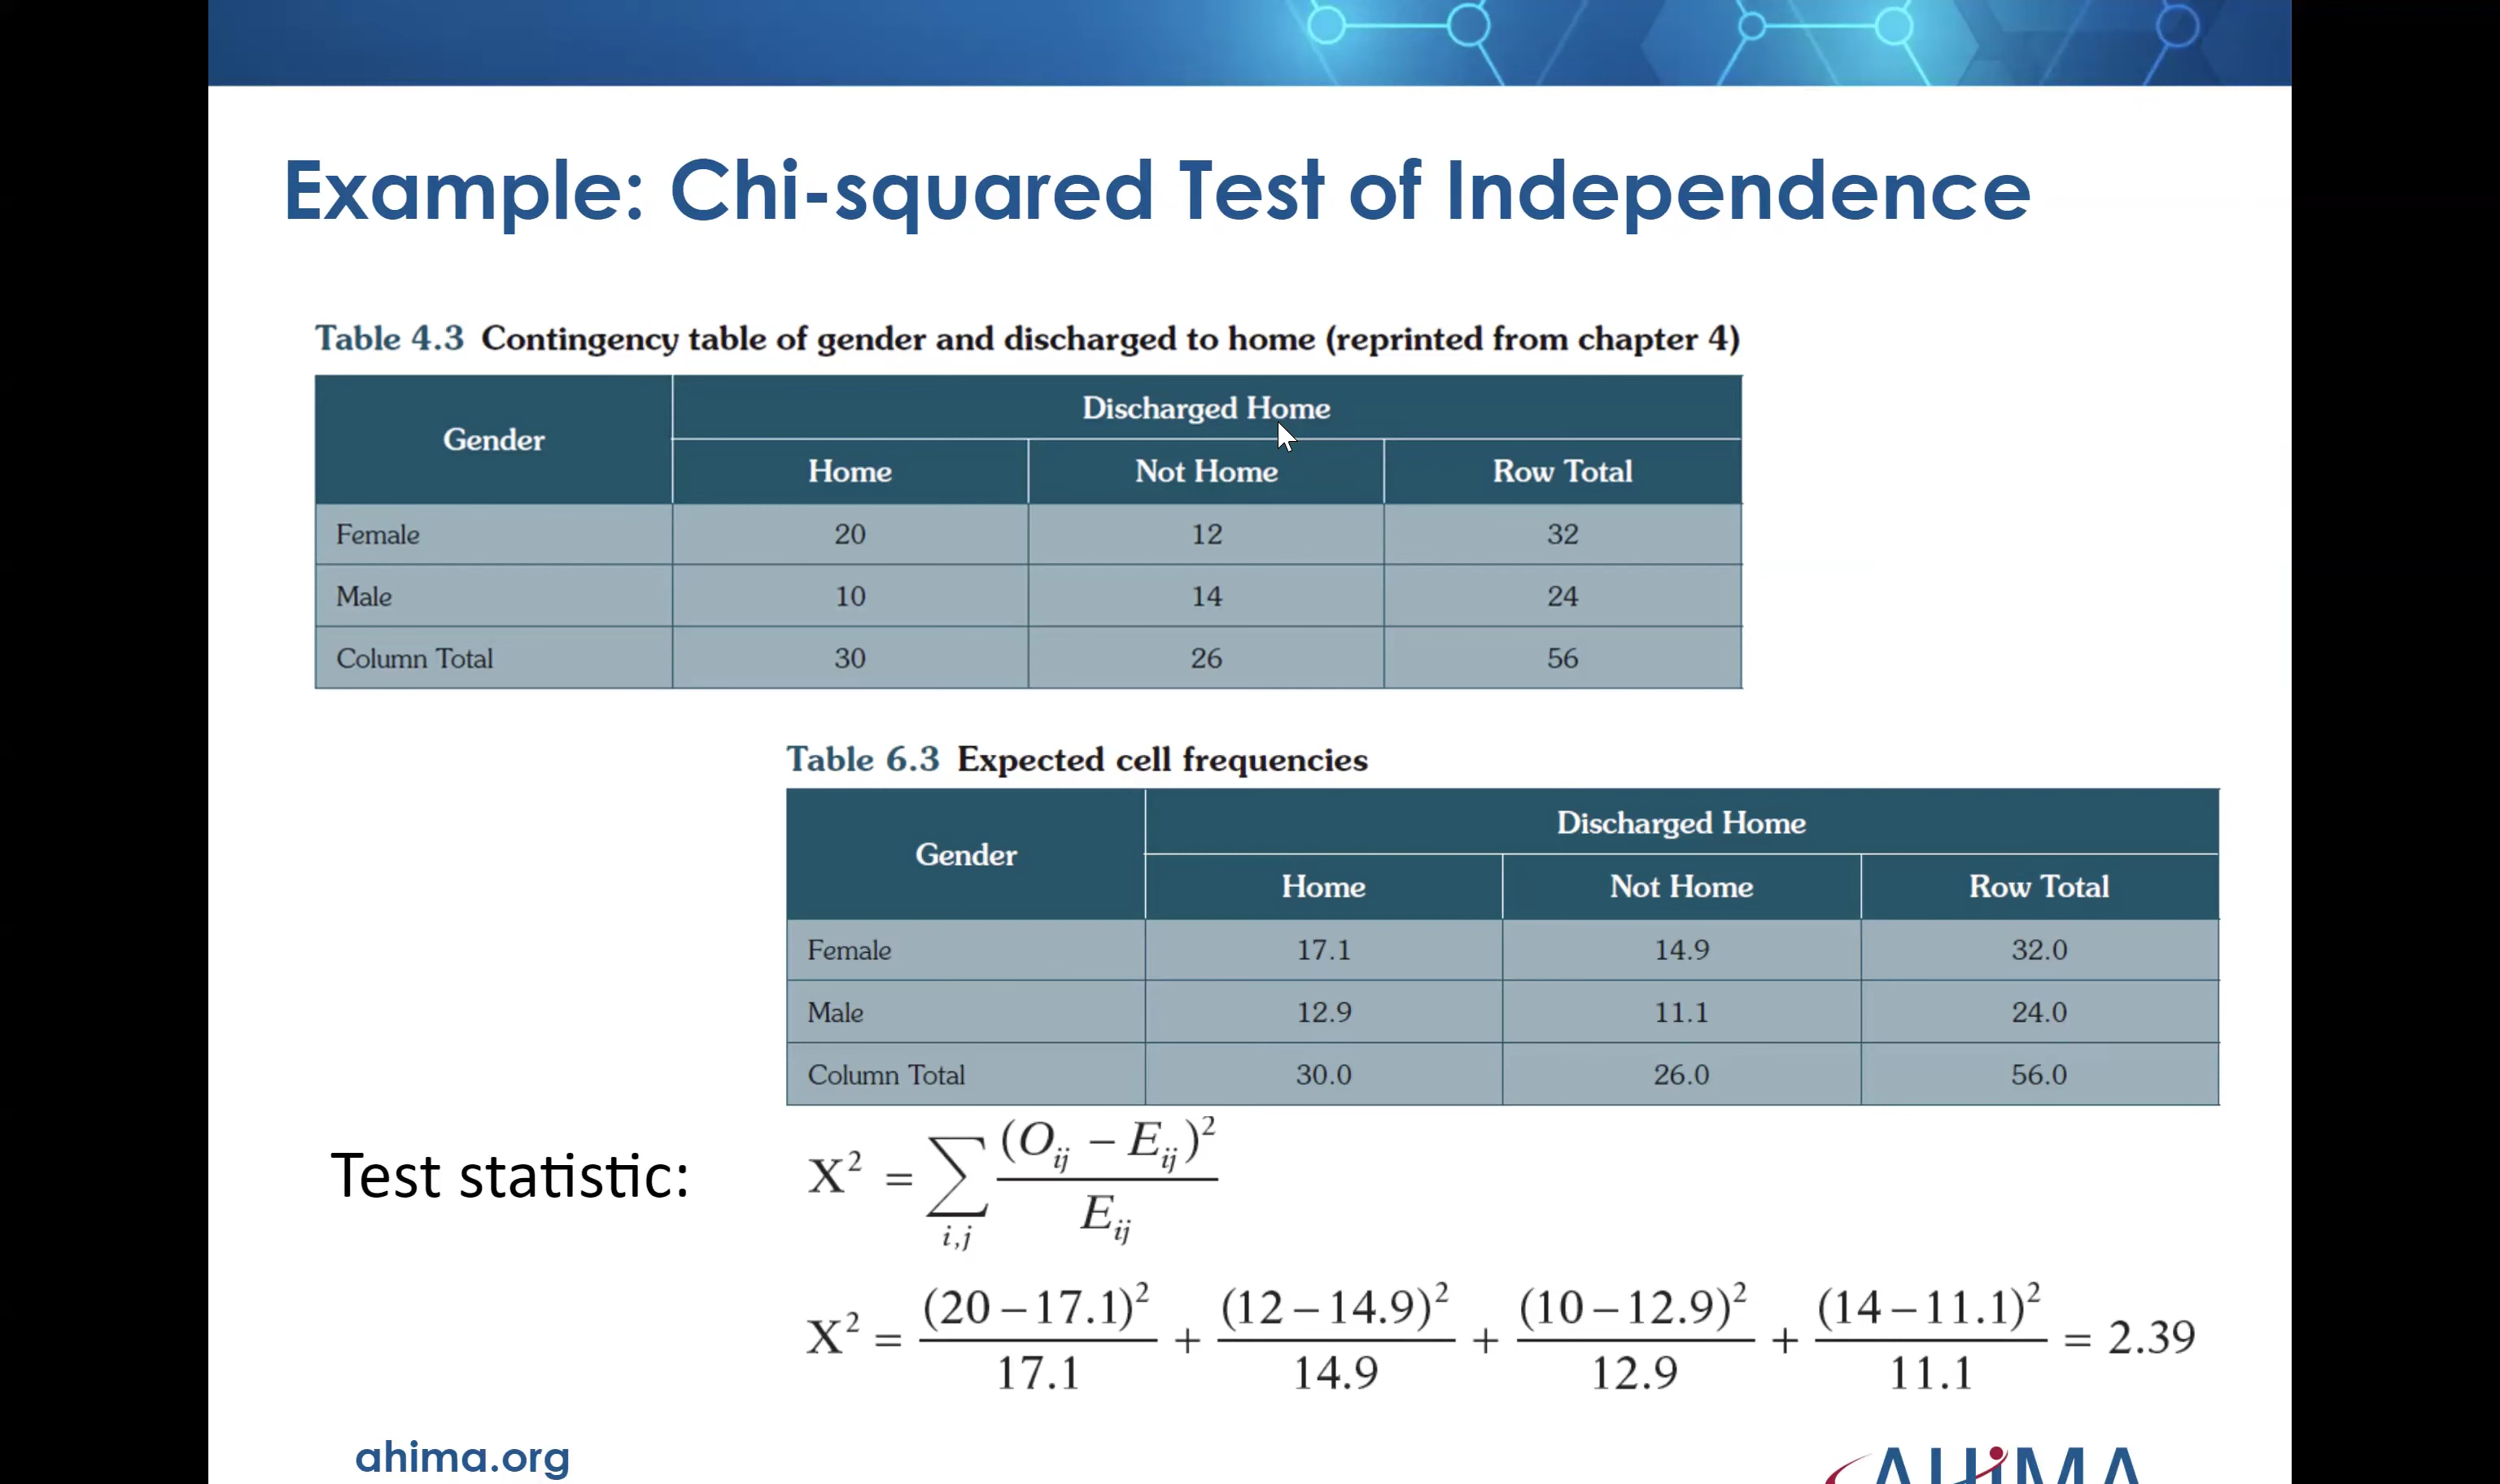 Example: Chi-squared Test of Independence
Table 4.3 Contingency table of gender and discharged to home (reprinted from chapter 4)
Gender
Discharged Home
Home Not Home Row Total
Female 20 12 32
Male 10 14 24
Column Total 30 26 56
Table 6.3 Expected cell frequencies
Gender
Discharged Home
Home Not Home Row Total
Female 17.1 14.9 32.0
Male 12.9 11.1 24.0
Column Total 30.0 26.0 56.0
Test statistic: X² = ∑i,j (Oij − Eij)² / Eij
X² = (20 − 17.1)² / 17.1 + (12 − 14.9)² / 14.9 + (10 − 12.9)² / 12.9 + (14 − 11.1)² / 11.1 = 2.39
ahima.org
AHiMA